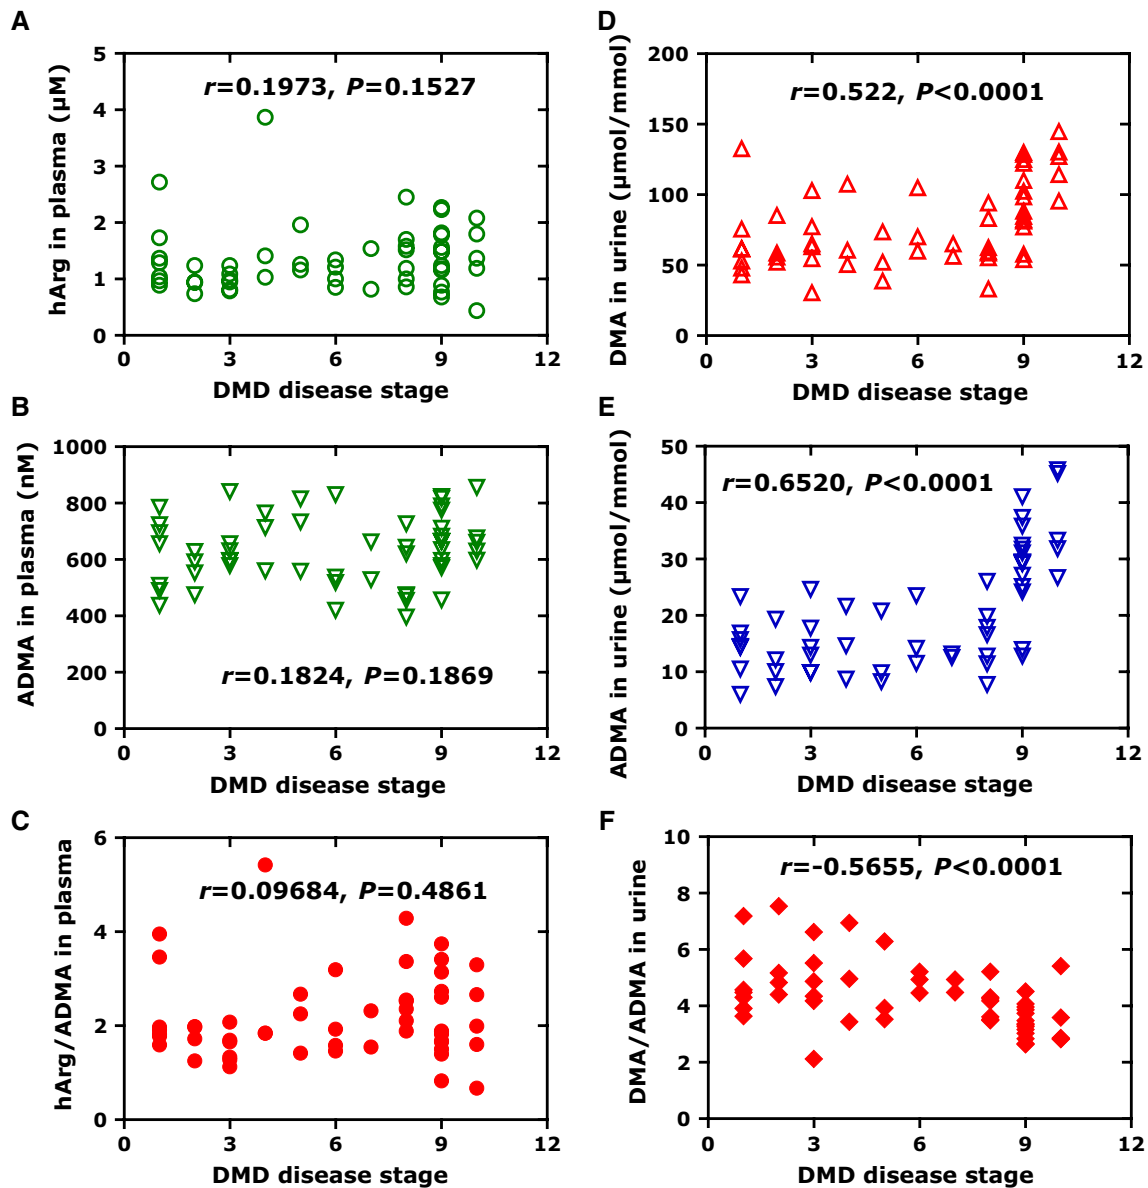 A
hArg in plasma (µM)
5
4
3
2
1
0
r=0.1973, P=0.1527
0 3 6 9 12
DMD disease stage
B
ADMA in plasma (nM)
1000
800
600
400
200
0
r=0.1824, P=0.1869
0 3 6 9 12
DMD disease stage
C
hArg/ADMA in plasma
6
4
2
0
r=0.09684, P=0.4861
0 3 6 9 12
DMD disease stage
D
DMA in urine (µmol/mmol)
200
150
100
50
0
r=0.522, P<0.0001
0 3 6 9 12
DMD disease stage
E
ADMA in urine (µmol/mmol)
50
40
30
20
10
0
r=0.6520, P<0.0001
0 3 6 9 12
DMD disease stage
F
DMA/ADMA in urine
10
8
6
4
2
0
r=-0.5655, P<0.0001
0 3 6 9 12
DMD disease stage